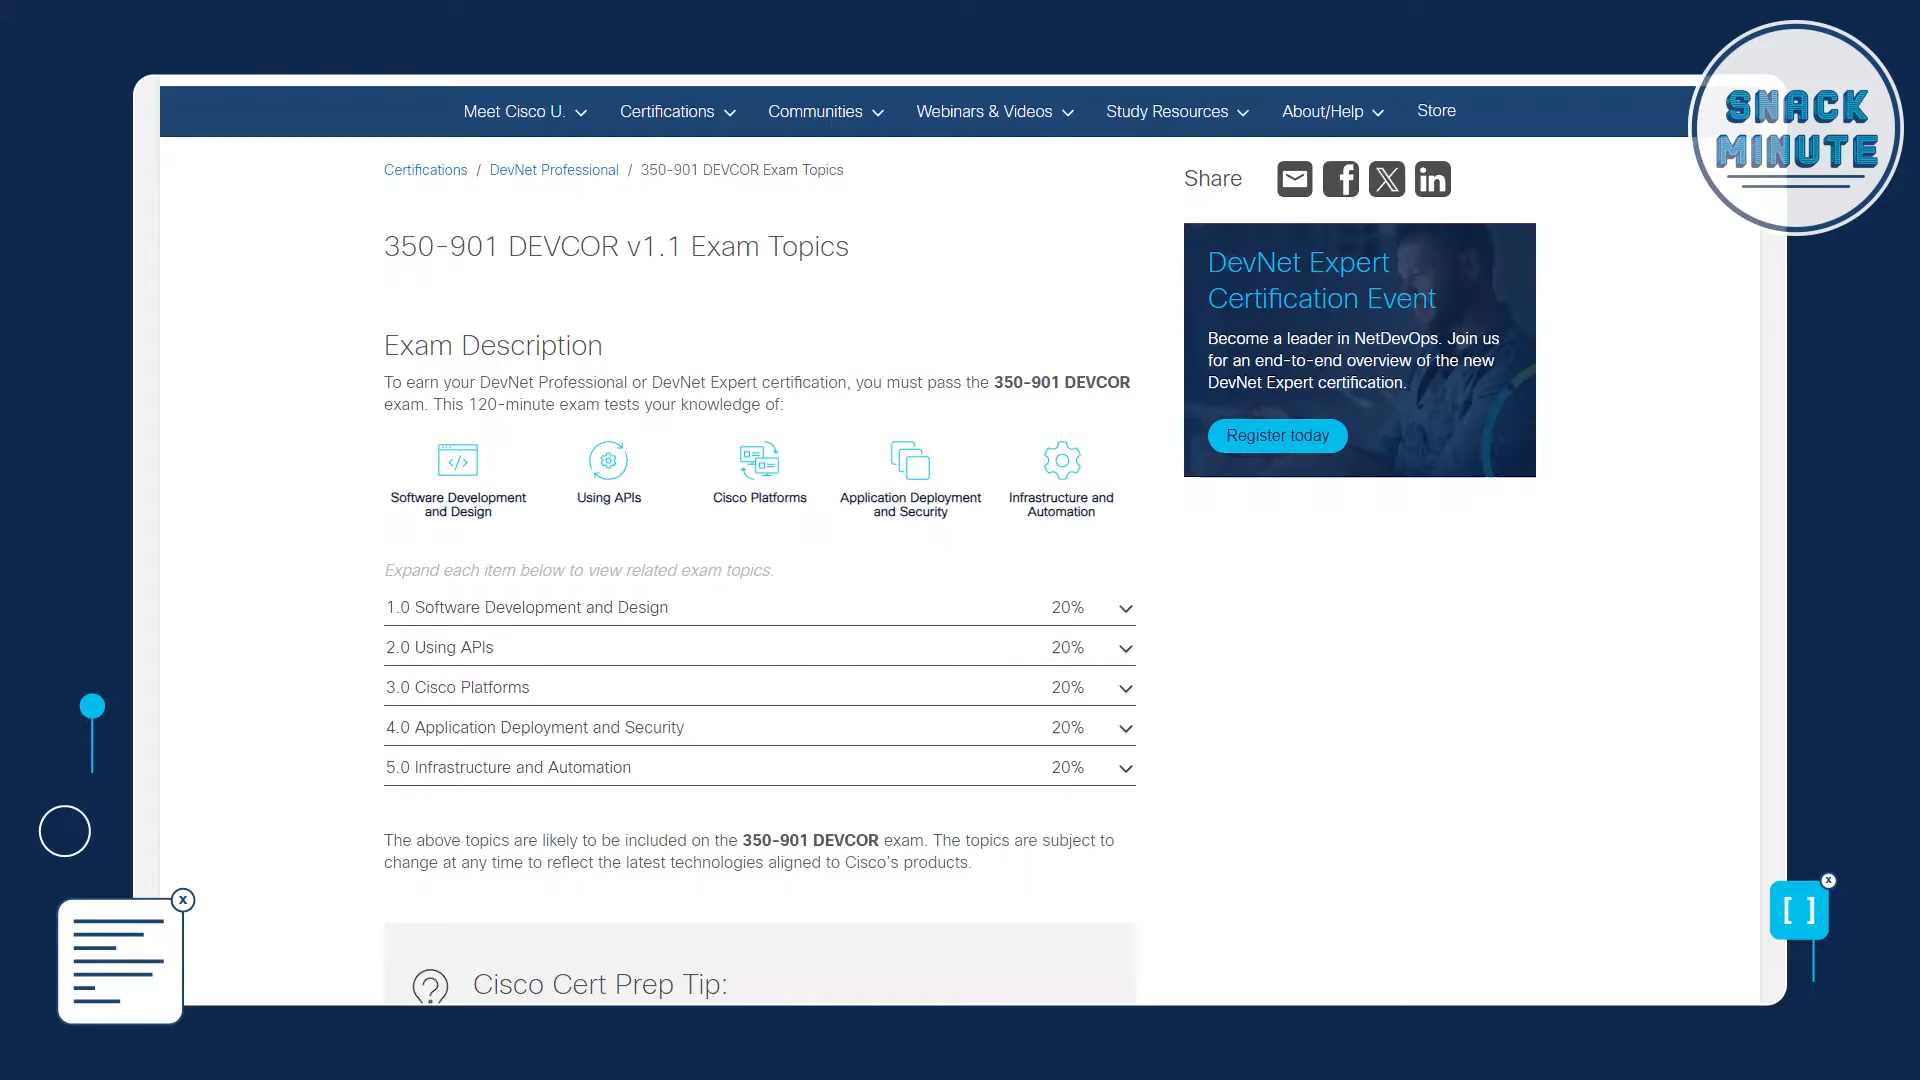 SNACK
MINUTE
Meet Cisco U.
Certifications
Communities
Webinars & Videos
Study Resources
About/Help
Store
Certifications / DevNet Professional / 350-901 DEVCOR Exam Topics
Share
350-901 DEVCOR v1.1 Exam Topics
DevNet Expert
Certification Event
Become a leader in NetDevOps. Join us
for an end-to-end overview of the new
DevNet Expert certification.
Register today
Exam Description
To earn your DevNet Professional or DevNet Expert certification, you must pass the 350-901 DEVCOR
exam. This 120-minute exam tests your knowledge of:
Software Development
and Design
Using APIs
Cisco Platforms
Application Deployment
and Security
Infrastructure and
Automation
Expand each item below to view related exam topics.
1.0 Software Development and Design 20%
2.0 Using APIs 20%
3.0 Cisco Platforms 20%
4.0 Application Deployment and Security 20%
5.0 Infrastructure and Automation 20%
The above topics are likely to be included on the 350-901 DEVCOR exam. The topics are subject to
change at any time to reflect the latest technologies aligned to Cisco's products.
x
x
[ ]
Cisco Cert Prep Tip: